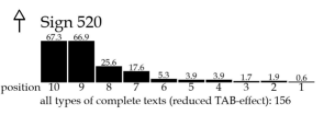 Sign 520
67.3 66.9 25.6 17.6 5.3 3.9 3.9 1.7 1.9 0.6
position 10 9 8 7 6 5 4 3 2 1
all types of complete texts (reduced TAB-effect): 156